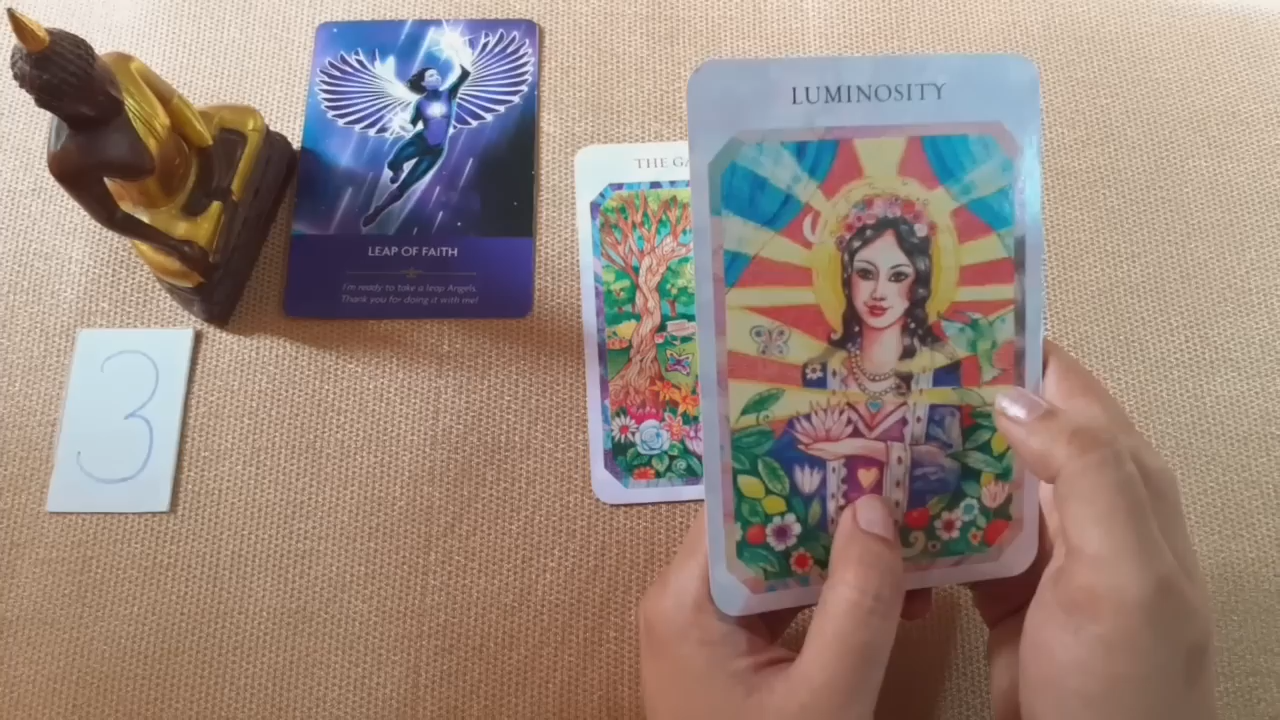 LEAP OF FAITH
I'm ready to take a leap Angels.
Thank you for doing it with me!
THE GA
LUMINOSITY
3